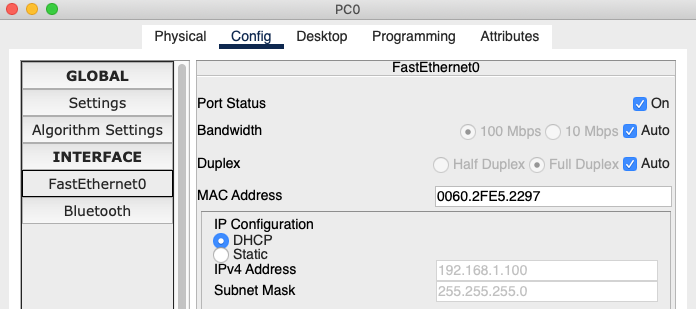 PC0
Physical Config Desktop Programming Attributes
GLOBAL
Settings
Algorithm Settings
INTERFACE
FastEthernet0
Bluetooth
FastEthernet0
Port Status On
Bandwidth 100 Mbps 10 Mbps Auto
Duplex Half Duplex Full Duplex Auto
MAC Address 0060.2FE5.2297
IP Configuration
DHCP
Static
IPv4 Address 192.168.1.100
Subnet Mask 255.255.255.0